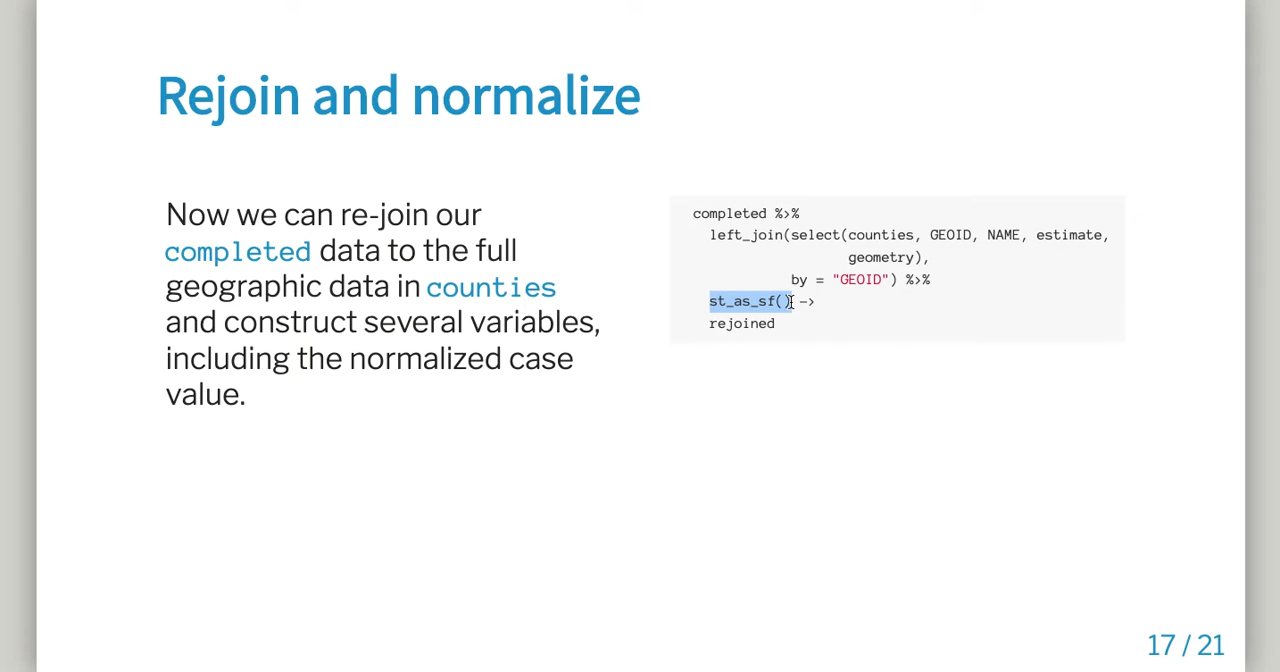 Rejoin and normalize
Now we can re-join our
completed data to the full
geographic data in counties
and construct several variables,
including the normalized case
value.
completed %>%
left_join(select(counties, GEOID, NAME, estimate,
geometry),
by = "GEOID") %>%
st_as_sf() ->
rejoined
17 / 21